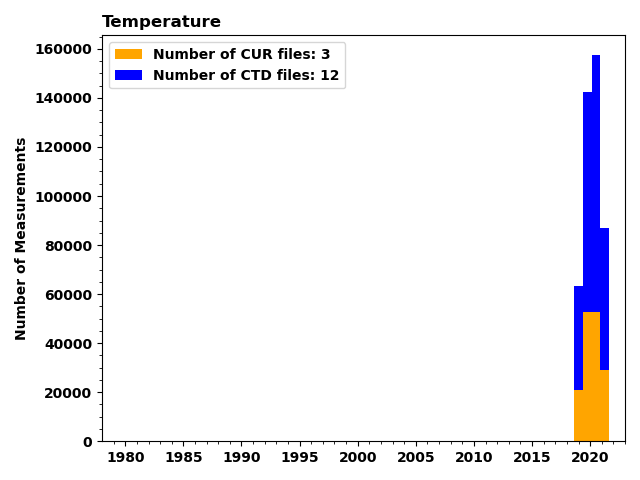 Temperature
Number of CUR files: 3
Number of CTD files: 12
Number of Measurements
160000
140000
120000
100000
80000
60000
40000
20000
0
1980 1985 1990 1995 2000 2005 2010 2015 2020